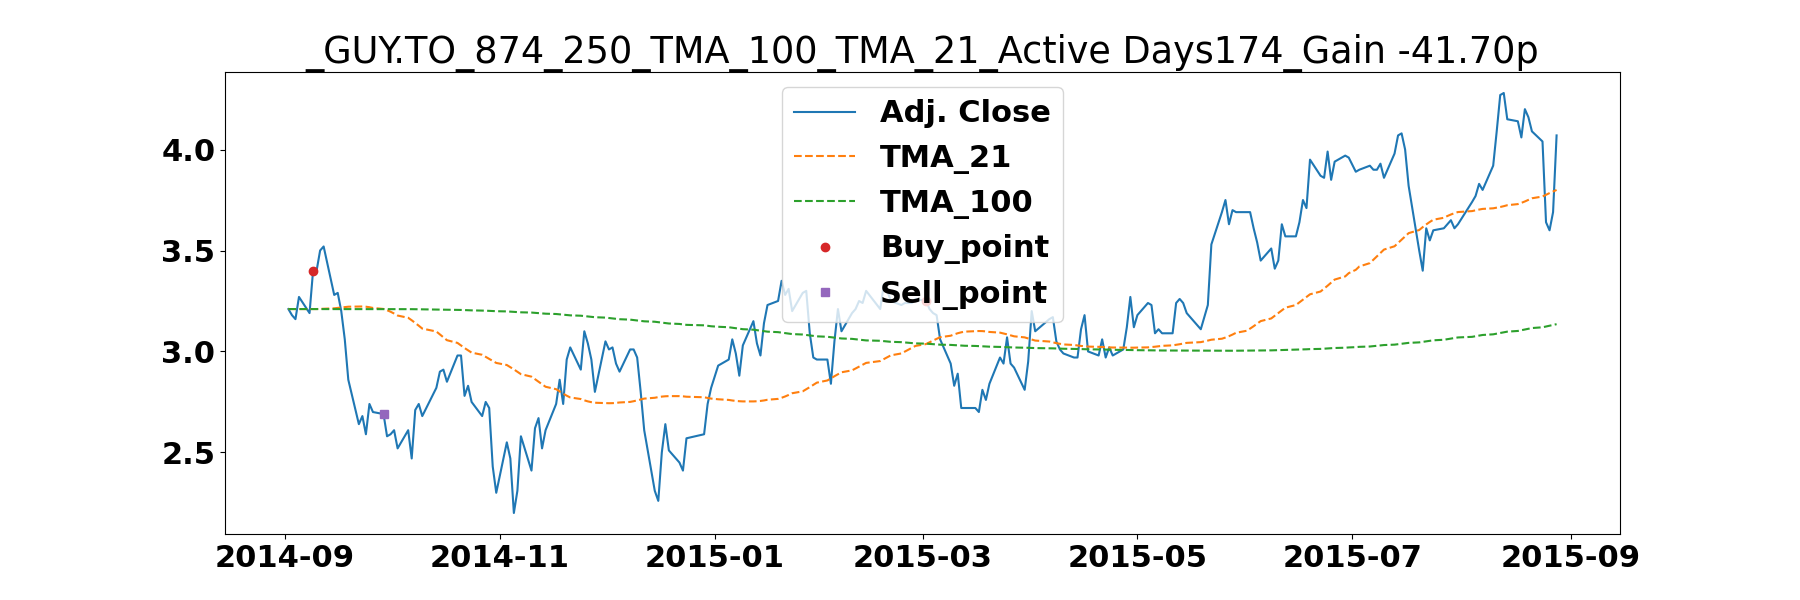 _GUY.TO_874_250_TMA_100_TMA_21_Active Days174_Gain -41.70p
Adj. Close
TMA_21
TMA_100
Buy_point
Sell_point
4.0
3.5
3.0
2.5
2014-09 2014-11 2015-01 2015-03 2015-05 2015-07 2015-09